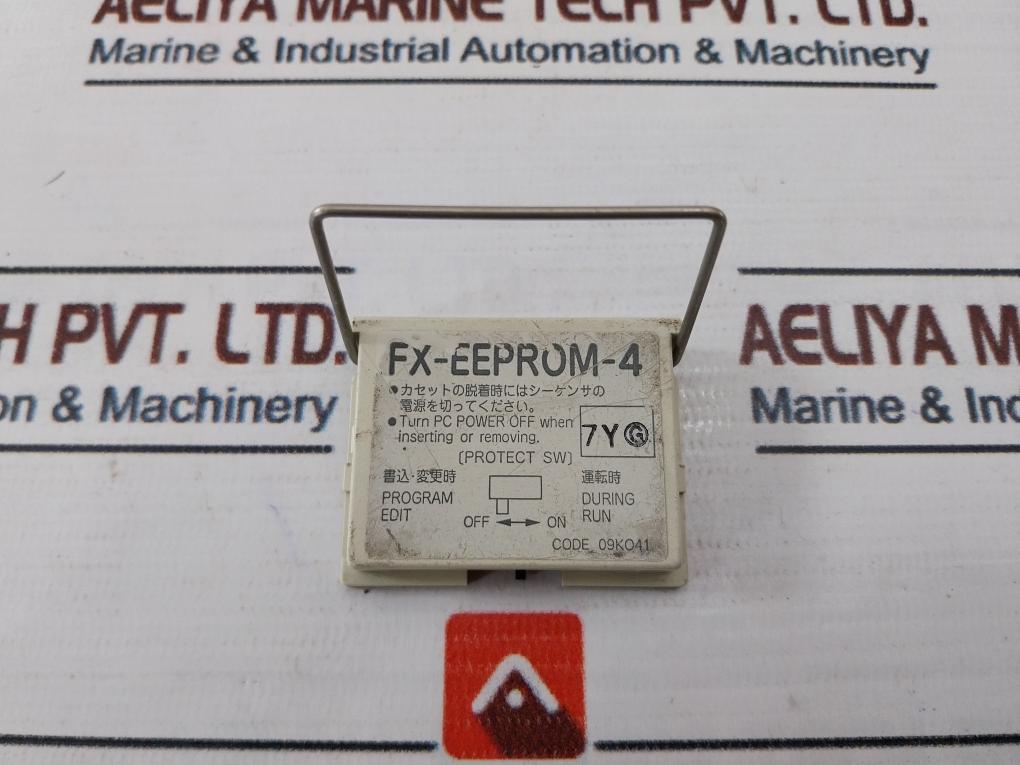 AELIYA MARINE TECH PVT. LTD.
Marine & Industrial Automation & Machinery
H PVT. LTD.
on & Machinery
AELIYA M
Marine & Ind
FX-EEPROM-4
●カセットの脱着時にはシーケンサの
電源を切ってください。
●Turn PC POWER OFF when
inserting or removing.
7YG
(PROTECT SW)
書込・変更時
運転時
PROGRAM
EDIT
DURING
RUN
OFF ↔ ON
CODE 09K041